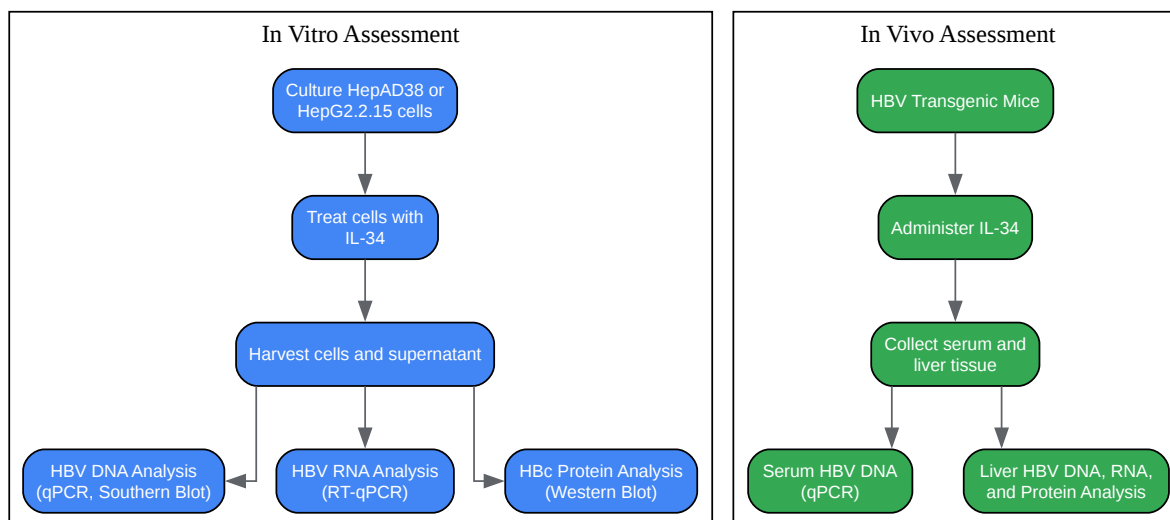 In Vitro Assessment
Culture HepAD38 or
HepG2.2.15 cells
Treat cells with
IL-34
Harvest cells and supernatant
HBV DNA Analysis
(qPCR, Southern Blot)
HBV RNA Analysis
(RT-qPCR)
HBc Protein Analysis
(Western Blot)
In Vivo Assessment
HBV Transgenic Mice
Administer IL-34
Collect serum and
liver tissue
Serum HBV DNA
(qPCR)
Liver HBV DNA, RNA,
and Protein Analysis